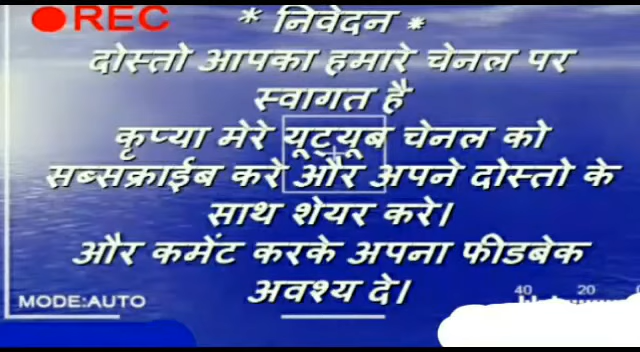 REC
* निवेदन *
दोस्तो आपका हमारे चेनल पर
स्वागत है
कृप्या मेरे यूट्यूब चेनल को
सब्सक्राईब करे और अपने दोस्तो के
साथ शेयर करे।
और कमेंट करके अपना फीडबेक
अवश्य दे।
MODE:AUTO
40 20